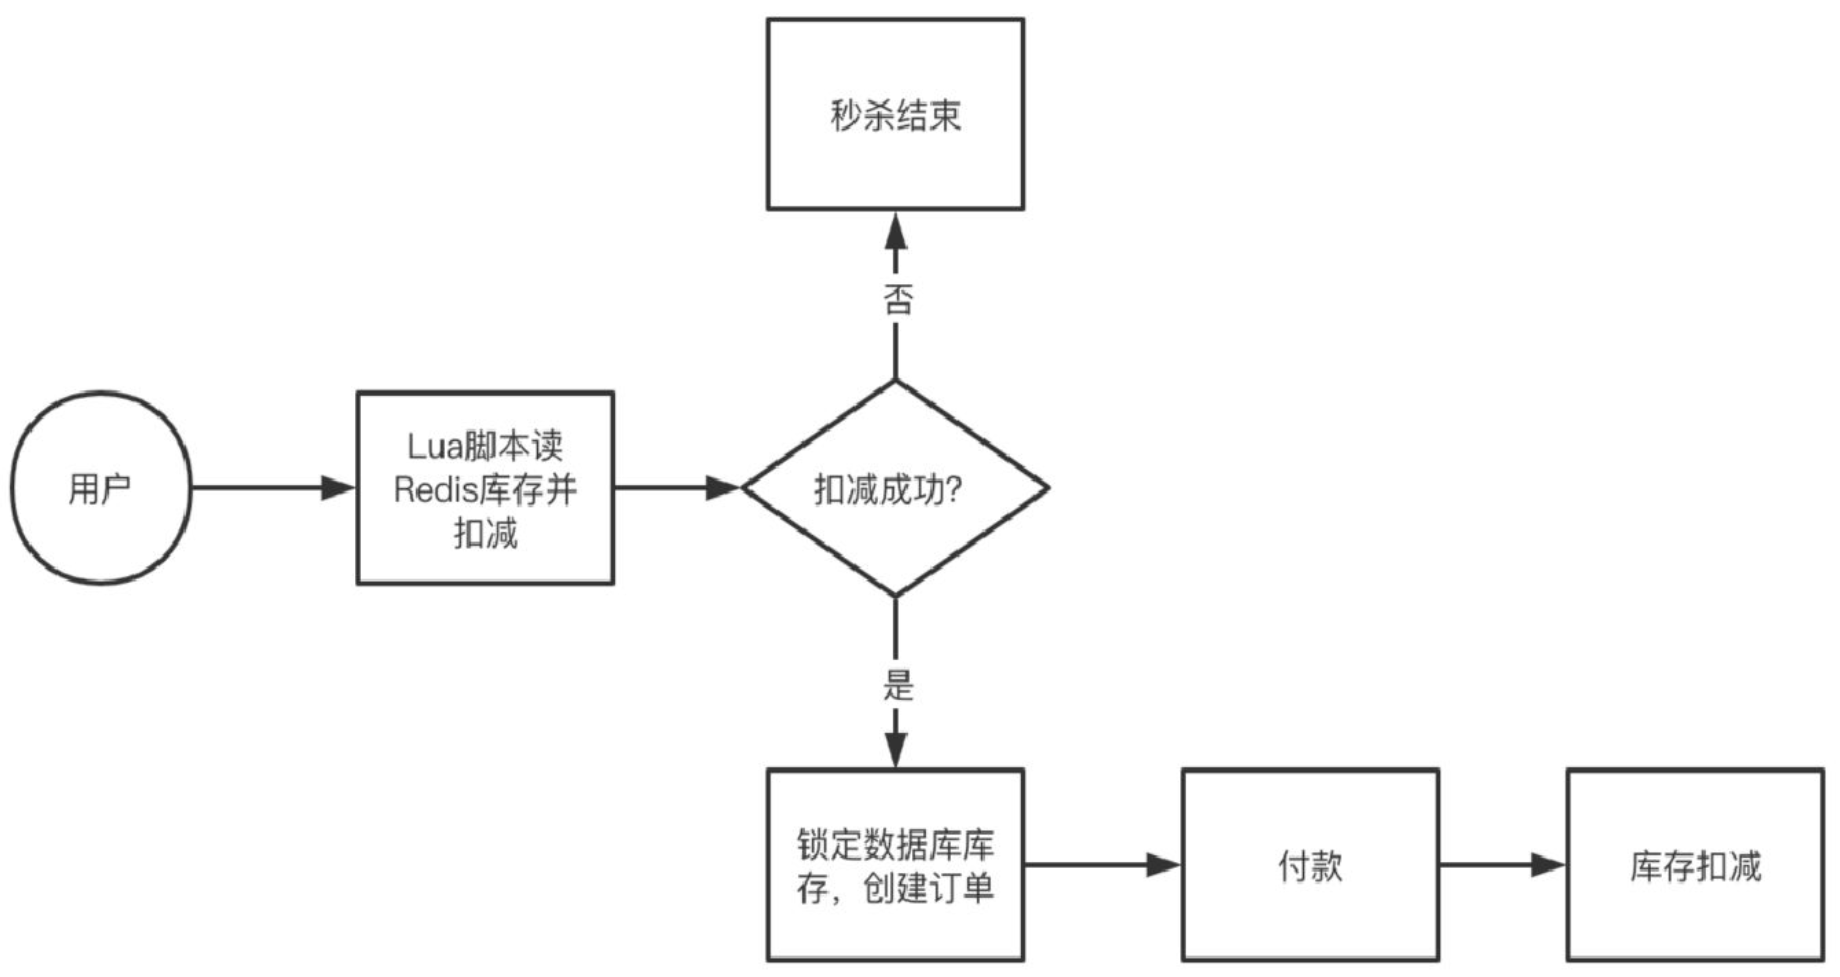 秒杀结束
否
用户
Lua脚本读
Redis库存并
扣减
扣减成功?
是
锁定数据库库
存，创建订单
付款
库存扣减